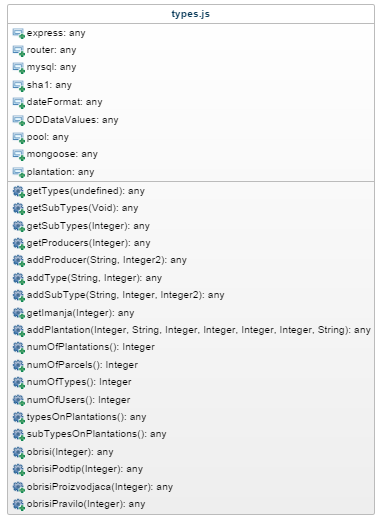 types.js
express: any
router: any
mysql: any
sha1: any
dateFormat: any
ODDataValues: any
pool: any
mongoose: any
plantation: any
getTypes(undefined): any
getSubTypes(Void): any
getSubTypes(Integer): any
getProducers(Integer): any
addProducer(String, Integer2): any
addType(String, Integer): any
addSubType(String, Integer, Integer2): any
getImanja(Integer): any
addPlantation(Integer, String, Integer, Integer, Integer, Integer, String): any
numOfPlantations(): Integer
numOfParcels(): Integer
numOfTypes(): Integer
numOfUsers(): Integer
typesOnPlantations(): any
subTypesOnPlantations(): any
obrisi(Integer): any
obrisiPodtip(Integer): any
obrisiProizvodjaca(Integer): any
obrisiPravilo(Integer): any